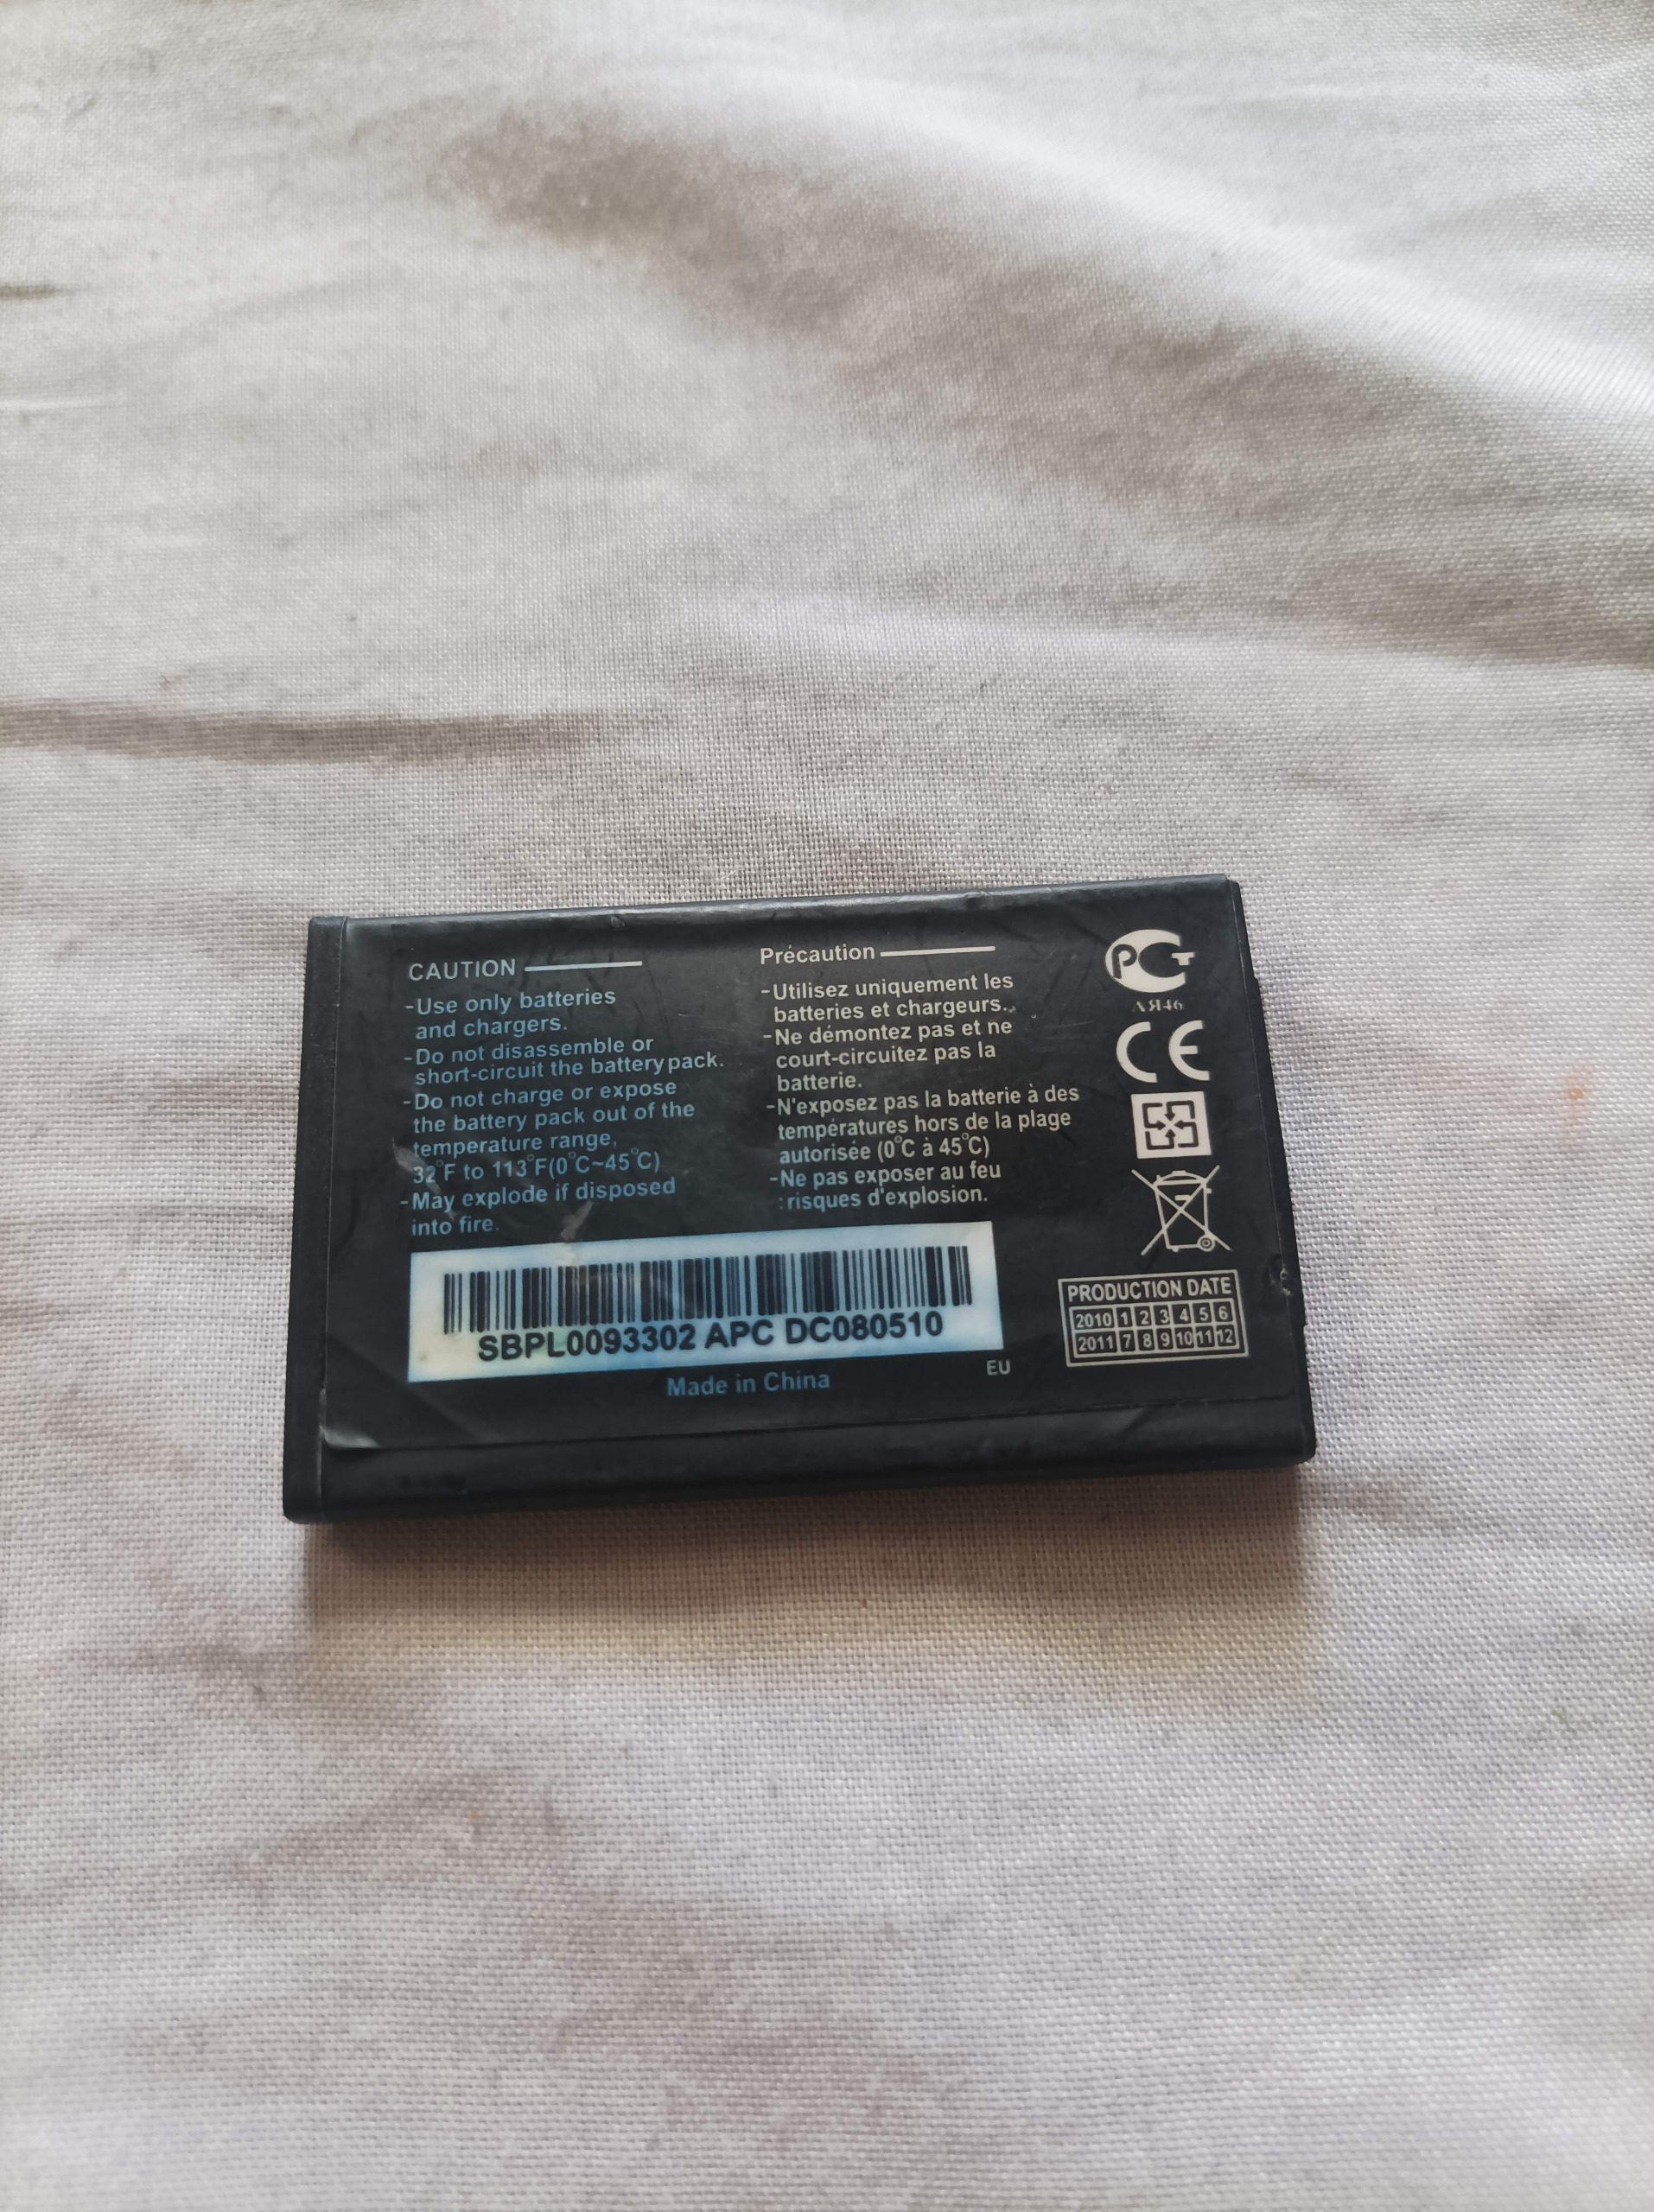 CAUTION
-Use only batteries
and chargers.
-Do not disassemble or
short-circuit the battery pack.
-Do not charge or expose
the battery pack out of the
temperature range,
32°F to 113°F(0°C~45°C)
-May explode if disposed
into fire.
Précaution
-Utilisez uniquement les
batteries et chargeurs..
-Ne démontez pas et ne
court-circuitez pas la
batterie.
-N'exposez pas la batterie à des
températures hors de la plage
autorisée (0°C à 45°C)
-Ne pas exposer au feu
:risques d'explosion.
РСТ
АЯ46
CE
SBPL0093302 APC DC080510
Made in China
EU
PRODUCTION DATE
2010 1 2 3 4 5 6
2011 7 8 9 10 11 12